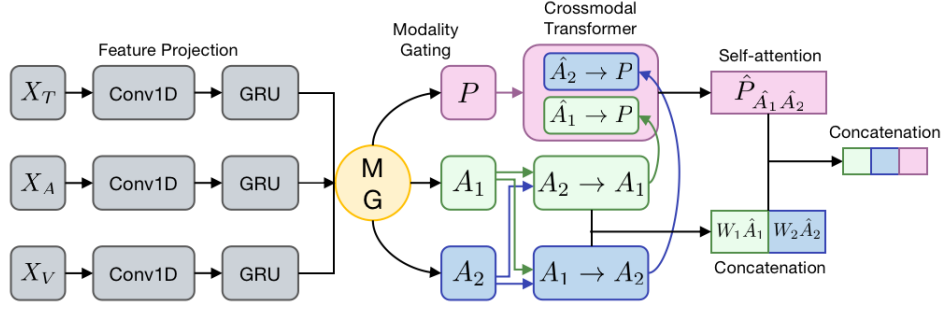 Feature Projection
Modality
Gating
Crossmodal
Transformer
Self-attention
Concatenation
X_T
Conv1D
GRU
X_A
Conv1D
GRU
X_V
Conv1D
GRU
M
G
P
A_1
A_2
Â_2 → P
Â_1 → P
A_2 → A_1
A_1 → A_2
P̂_{Â_1 Â_2}
W_1Â_1
W_2Â_2
Concatenation